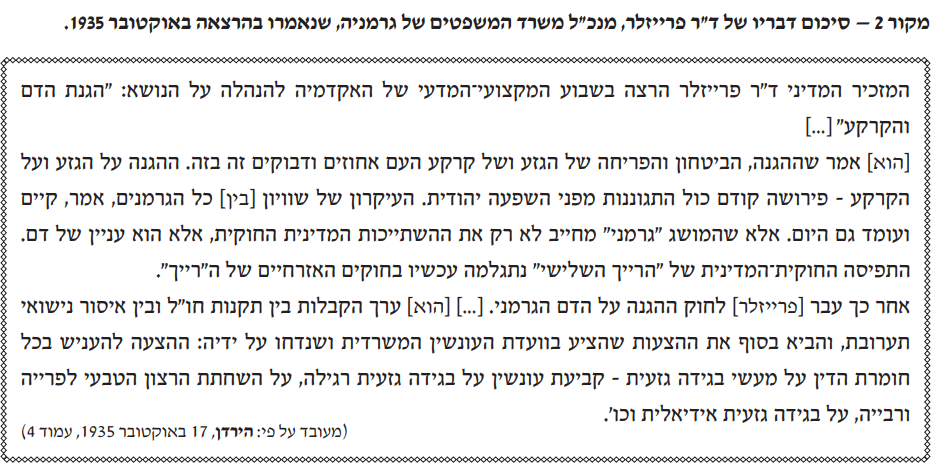 מקור 2 – סיכום דבריו של ד"ר פרייזלר, מנכ"ל משרד המשפטים של גרמניה, שנאמרו בהרצאה באוקטובר 1935.
המזכיר המדיני ד"ר פרייזלר הרצה בשבוע המקצועי־המדעי של האקדמיה להנהלה על הנושא: "הגנת הדם
והקרקע" [...]
[הוא] אמר שההגנה, הביטחון והפריחה של הגזע ושל קרקע העם אחוזים ודבוקים זה בזה. ההגנה על הגזע ועל
הקרקע - פירושה קודם כול התגוננות מפני השפעה יהודית. העיקרון של שוויון [בין] כל הגרמנים, אמר, קיים
ועומד גם היום. אלא שהמושג "גרמני" מחייב לא רק את ההשתייכות המדינית החוקית, אלא הוא עניין של דם.
התפיסה החוקית־המדינית של "הרייך השלישי" נתגלמה עכשיו בחוקים האזרחיים של ה"רייך".
אחר כך עבר [פרייזלר] לחוק ההגנה על הדם הגרמני. [...] [הוא] ערך הקבלות בין תקנות חו"ל ובין איסור נישואי
תערובת, והביא בסוף את ההצעות שהציע בוועדת העונשין המשרדית ושנדחו על ידיה: ההצעה להעניש בכל
חומרת הדין על מעשי בגידה גזעית - קביעת עונשין על בגידה גזעית רגילה, על השחתת הרצון הטבעי לפרייה
ורבייה, על בגידה גזעית אידיאלית וכו'.
(מעובד על פי: הירדן, 17 באוקטובר 1935, עמוד 4)